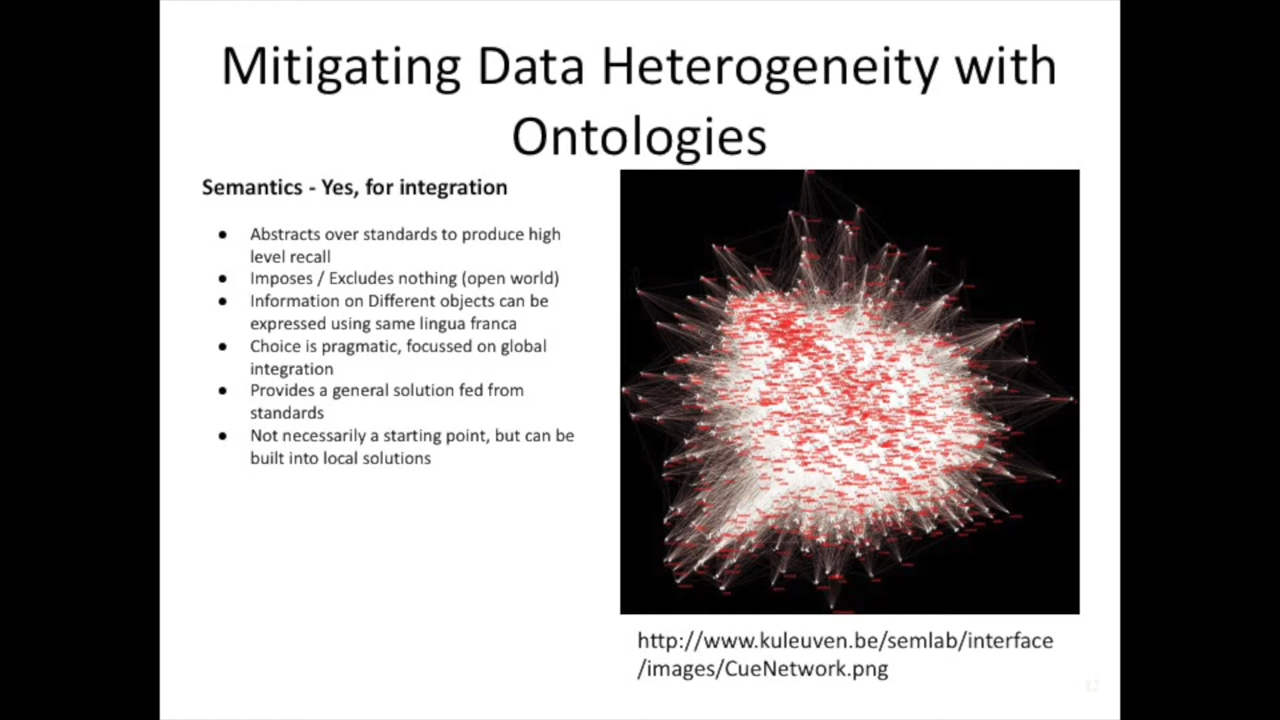 Mitigating Data Heterogeneity with
Ontologies
Semantics - Yes, for integration
● Abstracts over standards to produce high
level recall
● Imposes / Excludes nothing (open world)
● Information on Different objects can be
expressed using same lingua franca
● Choice is pragmatic, focussed on global
integration
● Provides a general solution fed from
standards
● Not necessarily a starting point, but can be
built into local solutions
http://www.kuleuven.be/semlab/interface
/images/CueNetwork.png